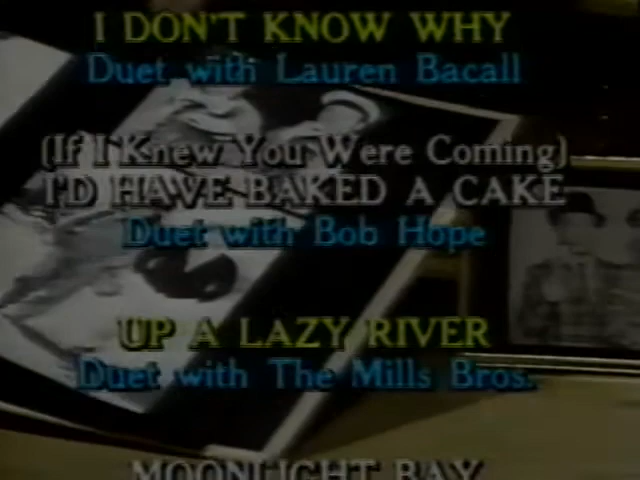 I DON'T KNOW WHY
Duet with Lauren Bacall
(If I Knew You Were Coming)
I'D HAVE BAKED A CAKE
Duet with Bob Hope
UP A LAZY RIVER
Duet with The Mills Bros.
MOONLIGHT BAY